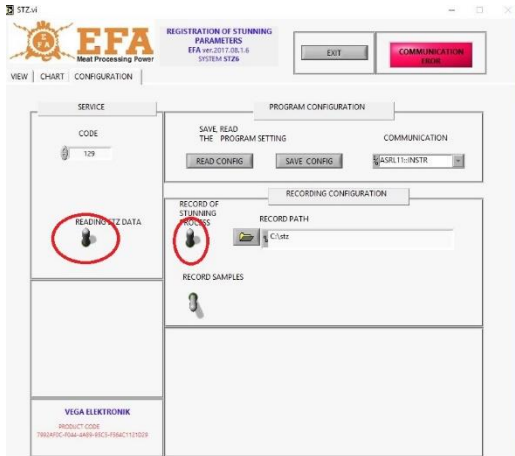 STZ.vi
EFA
Meat Processing Power
REGISTRATION OF STUNNING
PARAMETERS
EFA ver.2017.08.1.6
SYSTEM STZ6
EXIT
COMMUNICATION
EROR
VIEW
CHART
CONFIGURATION
SERVICE
CODE
129
READING STZ DATA
PROGRAM CONFIGURATION
SAVE, READ
THE PROGRAM SETTING
READ CONFIG
SAVE CONFIG
COMMUNICATION
ASRL11::INSTR
RECORDING CONFIGURATION
RECORD OF
STUNNING
PROCESS
RECORD PATH
C:\stz
RECORD SAMPLES
VEGA ELEKTRONIK
PRODUCT CODE